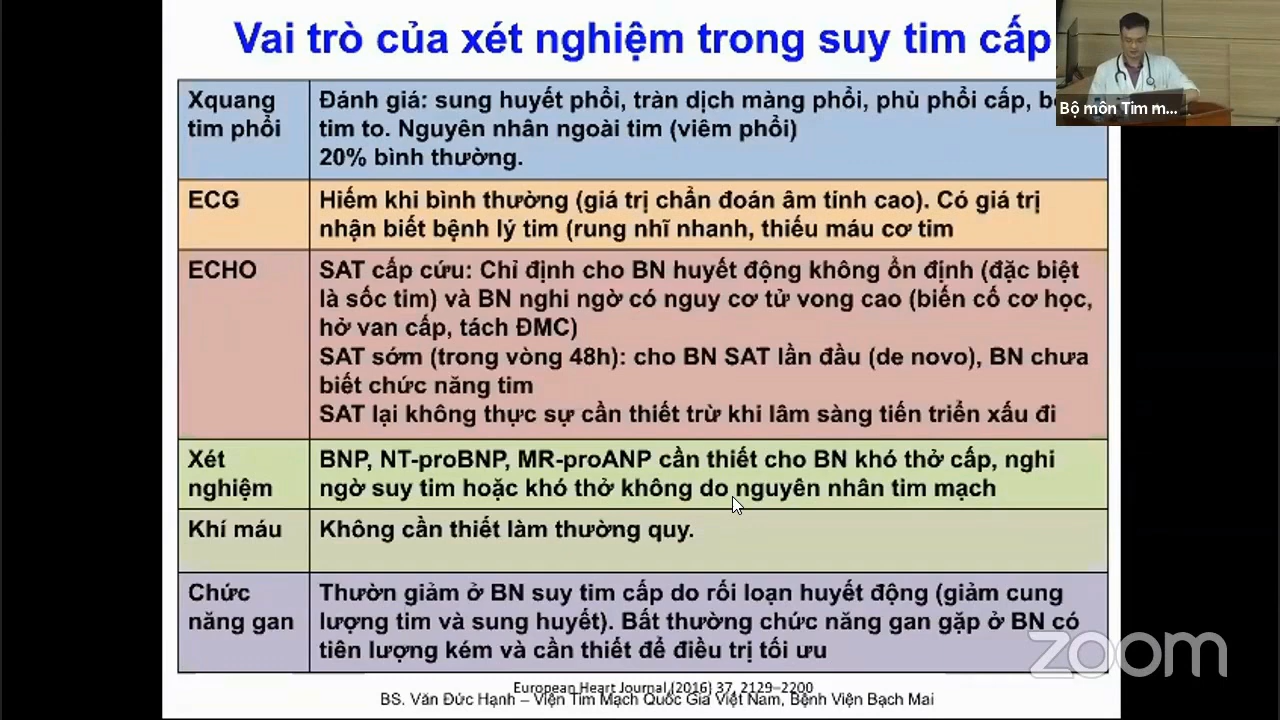 Vai trò của xét nghiệm trong suy tim cấp
Bộ môn Tim m...
Xquang
tim phổi
Đánh giá: sung huyết phổi, tràn dịch màng phổi, phù phổi cấp,
tim to. Nguyên nhân ngoài tim (viêm phổi)
20% bình thường.
ECG
Hiếm khi bình thường (giá trị chẩn đoán âm tính cao). Có giá trị
nhận biết bệnh lý tim (rung nhĩ nhanh, thiếu máu cơ tim
ECHO
SAT cấp cứu: Chỉ định cho BN huyết động không ổn định (đặc biệt
là sốc tim) và BN nghi ngờ có nguy cơ tử vong cao (biến cố cơ học,
hở van cấp, tách ĐMC)
SAT sớm (trong vòng 48h): cho BN SAT lần đầu (de novo), BN chưa
biết chức năng tim
SAT lại không thực sự cần thiết trừ khi lâm sàng tiến triển xấu đi
Xét
nghiệm
BNP, NT-proBNP, MR-proANP cần thiết cho BN khó thở cấp, nghi
ngờ suy tim hoặc khó thở không do nguyên nhân tim mạch
Khí máu
Không cần thiết làm thường quy.
Chức
năng gan
Thườn giảm ở BN suy tim cấp do rối loạn huyết động (giảm cung
lượng tim và sung huyết). Bất thường chức năng gan gặp ở BN có
tiên lượng kém và cần thiết để điều trị tối ưu
zoom
European Heart Journal (2016) 37, 2129–2200
BS. Văn Đức Hạnh – Viện Tim Mạch Quốc Gia Việt Nam, Bệnh Viện Bạch Mai